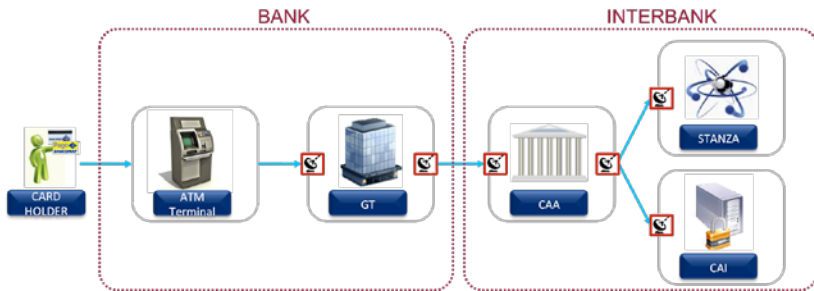 BANK
INTERBANK
CARD
HOLDER
ATM
Terminal
GT
CAA
STANZA
CAI